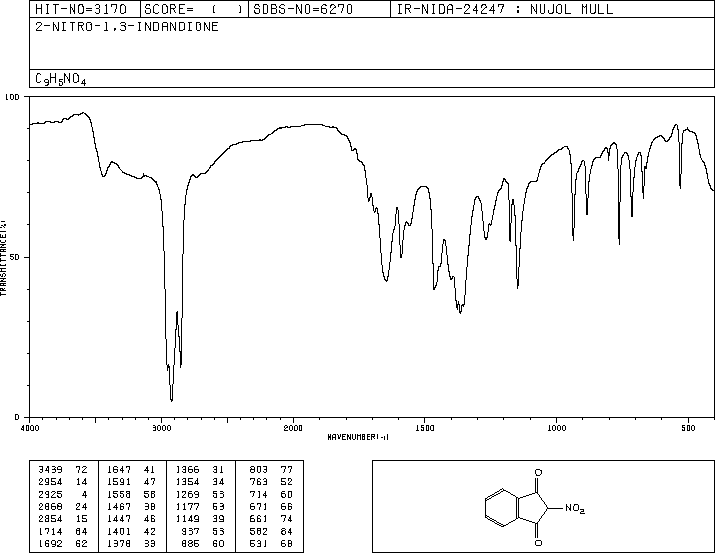 HIT-NO=3170 SCORE= ( ) SDBS-NO=6270 IR-NIDA-24247 : NUJOL MULL
2-NITRO-1,3-INDANDIONE
C9H5NO4
100
50
0
TRANSMITTANCE(%)
4000 3000 2000 1500 1000 500
WAVENUMBER(-1)
3439 72 1647 41 1366 31 803 77
2954 14 1591 47 1354 34 763 52
2925 4 1558 58 1269 53 714 60
2868 24 1467 38 1177 53 671 66
2854 15 1447 46 1149 39 661 74
1714 64 1401 42 937 53 582 84
1692 62 1378 33 885 60 531 68
O
NO2
O